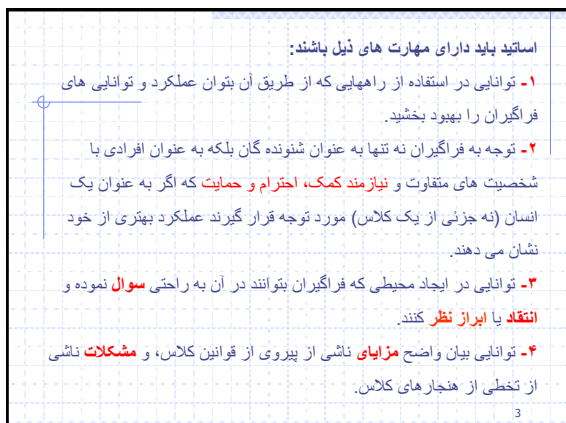 اساتید باید دارای مهارت های ذیل باشند:
۱- توانایی در استفاده از راههایی که از طریق آن بتوان عملکرد و توانایی های
فراگیران را بهبود بخشید.
۲- توجه به فراگیران نه تنها به عنوان شنونده گان بلکه به عنوان افرادی با
شخصیت های متفاوت و نیازمند کمک، احترام و حمایت که اگر به عنوان یک
انسان (نه جزئی از یک کلاس) مورد توجه قرار گیرند عملکرد بهتری از خود
نشان می دهند.
۳- توانایی در ایجاد محیطی که فراگیران بتوانند در آن به راحتی سوال نموده و
انتقاد یا ابراز نظر کنند.
۴- توانایی بیان واضح مزایای ناشی از پیروی از قوانین کلاس، و مشکلات ناشی
از تخطی از هنجارهای کلاس.
3